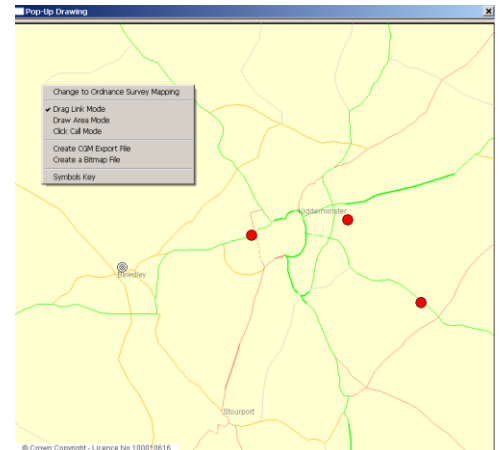 Pop-Up Drawing
Change to Ordnance Survey Mapping
Drag Link Mode
Draw Area Mode
Click Call Mode
Create CGM Export File
Create a Bitmap File
Symbols Key
Kidderminster
Bewdley
Stourport
© Crown Copyright - Licence No 100010616